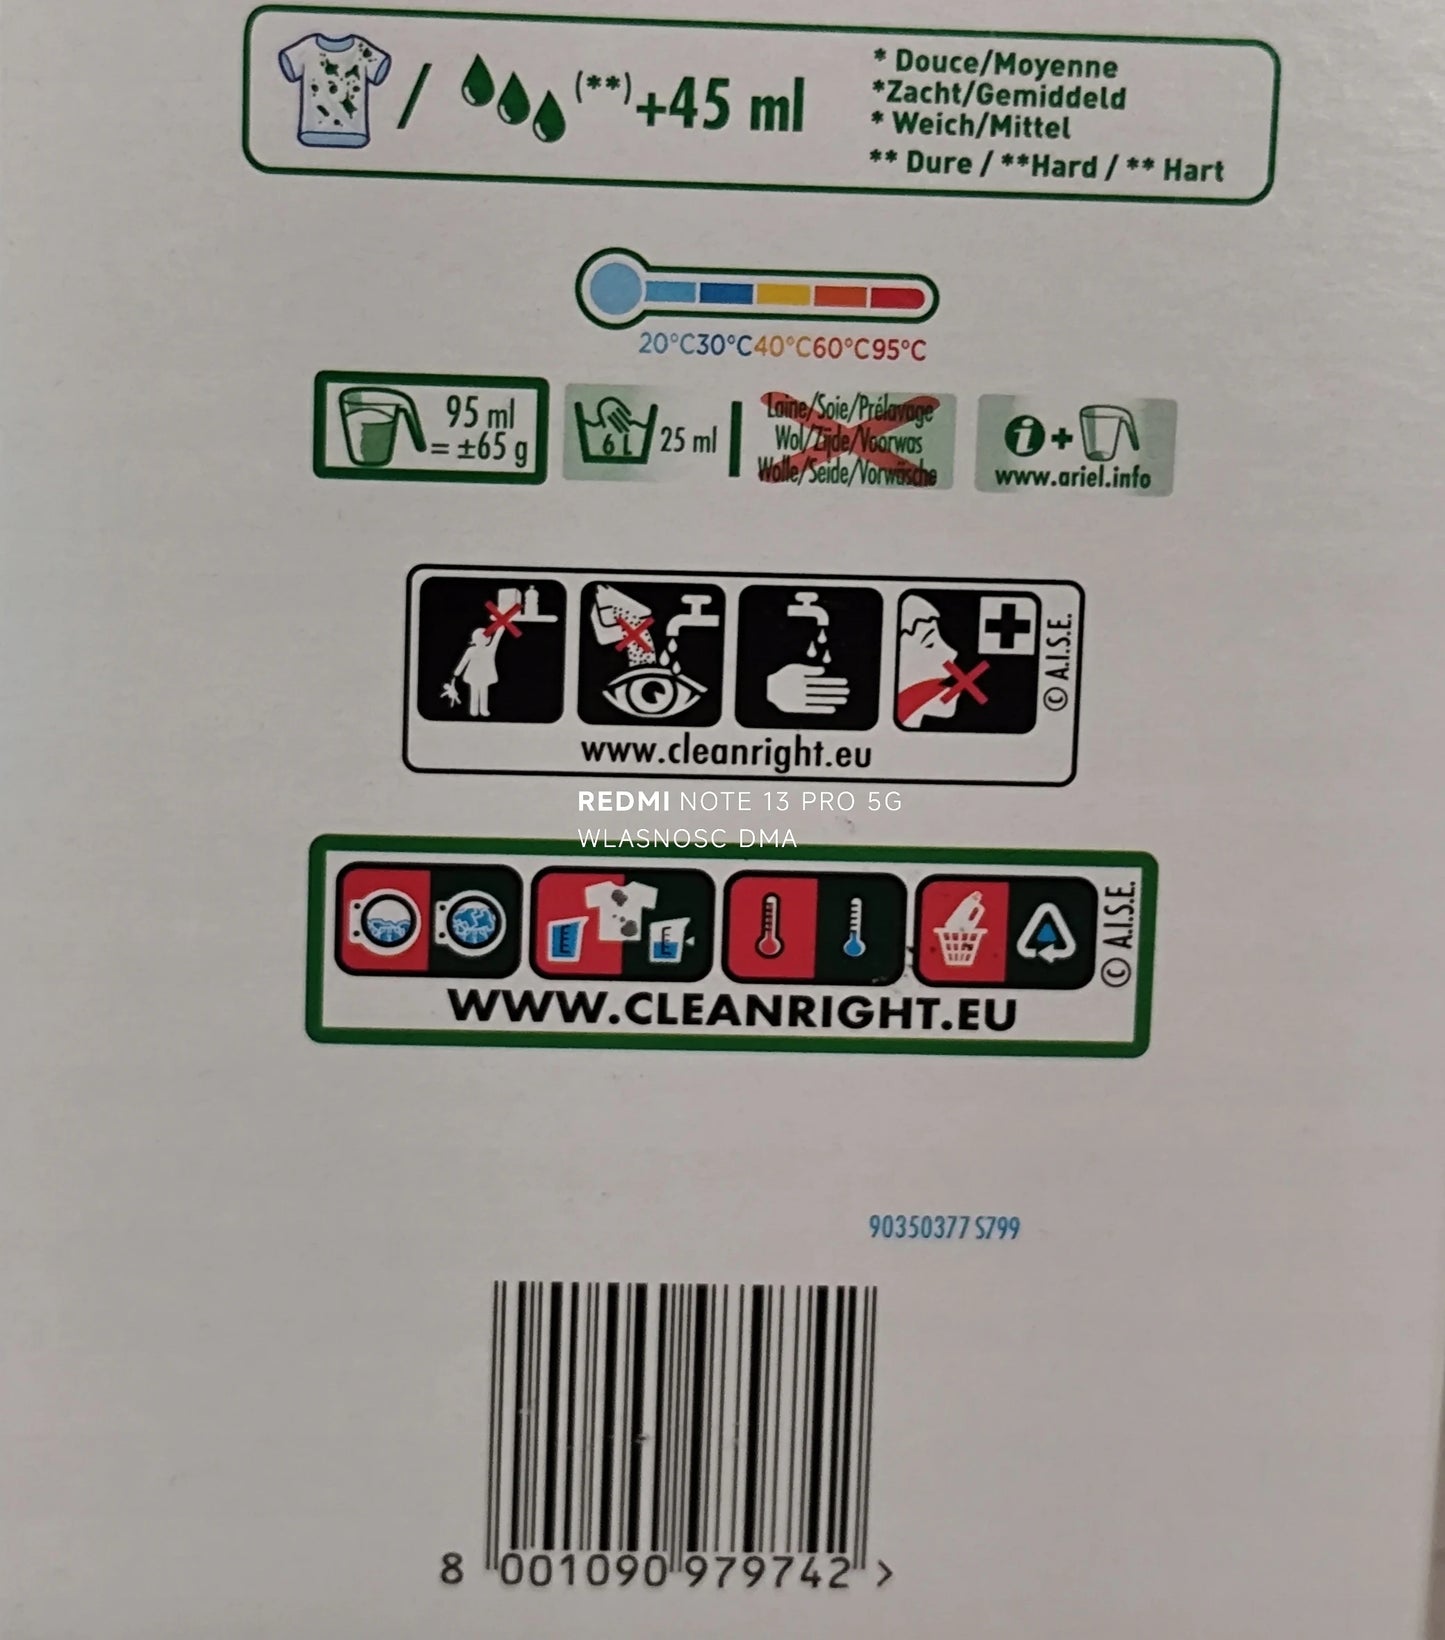 (**)+45 ml
* Douce/Moyenne
*Zacht/Gemiddeld
* Weich/Mittel
** Dure / **Hard / ** Hart
20°C30°C40°C60°C95°C
95 ml
= ±65 g
6 L
25 ml
Laine/Soie/Prélavage
Wol/Zijde/Voorwas
Wolle/Seide/Vorwäsche
i +
www.ariel.info
© A.I.S.E.
www.cleanright.eu
REDMI NOTE 13 PRO 5G
WLASNOSC DMA
© A.I.S.E.
WWW.CLEANRIGHT.EU
90350377 S799
8 001090 979742 >